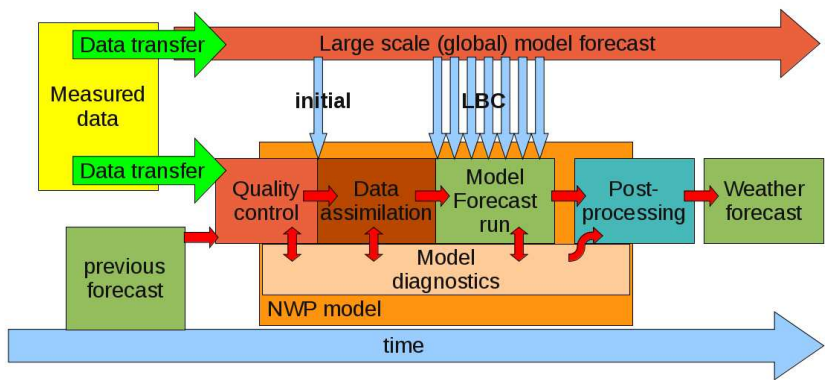 Data transfer
Large scale (global) model forecast
Measured
data
initial
LBC
Data transfer
Quality
control
Data
assimilation
Model
Forecast
run
Post-
processing
Weather
forecast
previous
forecast
Model
diagnostics
NWP model
time